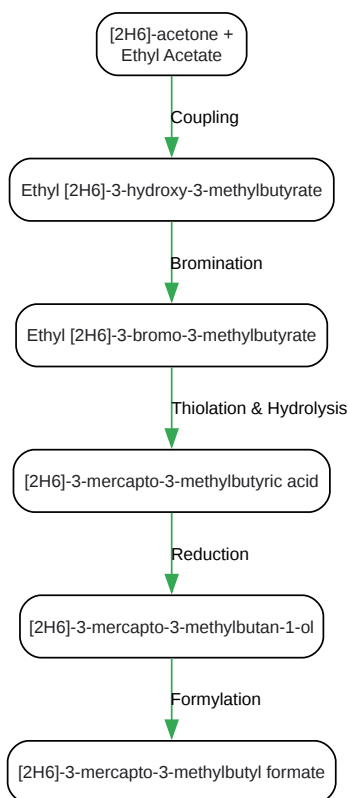 [2H6]-acetone +
Ethyl Acetate
Coupling
Ethyl [2H6]-3-hydroxy-3-methylbutyrate
Bromination
Ethyl [2H6]-3-bromo-3-methylbutyrate
Thiolation & Hydrolysis
[2H6]-3-mercapto-3-methylbutyric acid
Reduction
[2H6]-3-mercapto-3-methylbutan-1-ol
Formylation
[2H6]-3-mercapto-3-methylbutyl formate